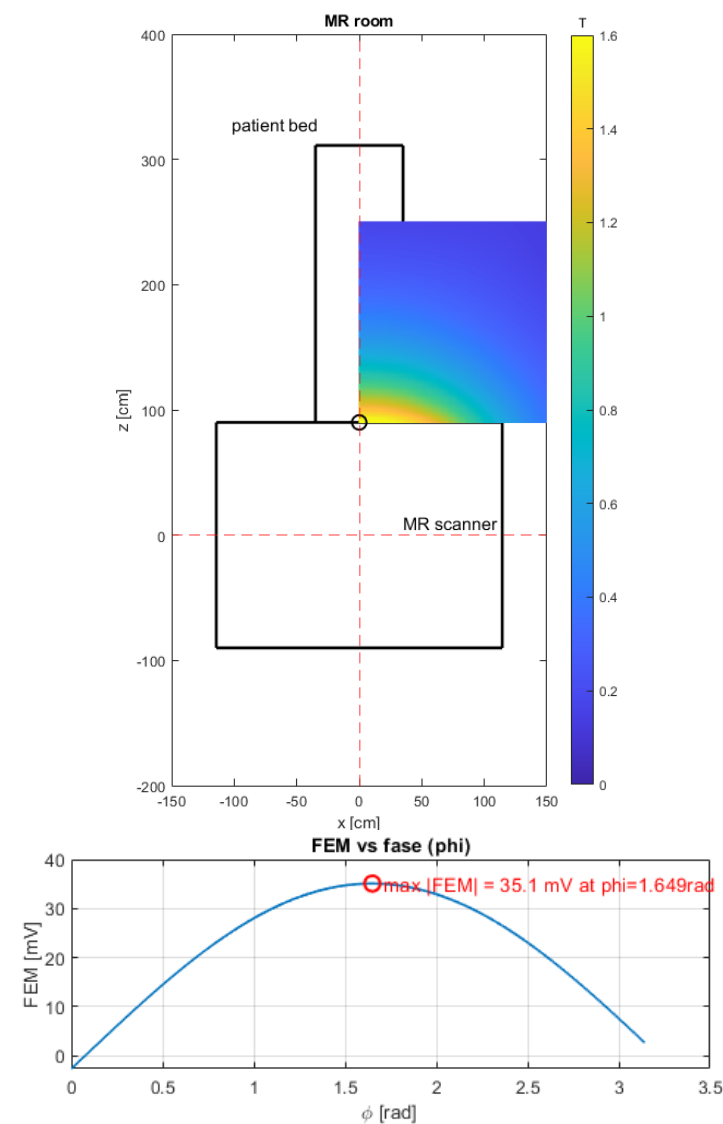 MR room
T
400
300
200
100
0
-100
-200
z [cm]
patient bed
MR scanner
-150 -100 -50 0 50 100 150
x [cm]
1.6
1.4
1.2
1
0.8
0.6
0.4
0.2
0
FEM vs fase (phi)
40
30
20
10
0
FEM [mV]
max |FEM| = 35.1 mV at phi=1.649rad
0 0.5 1 1.5 2 2.5 3 3.5
ϕ [rad]